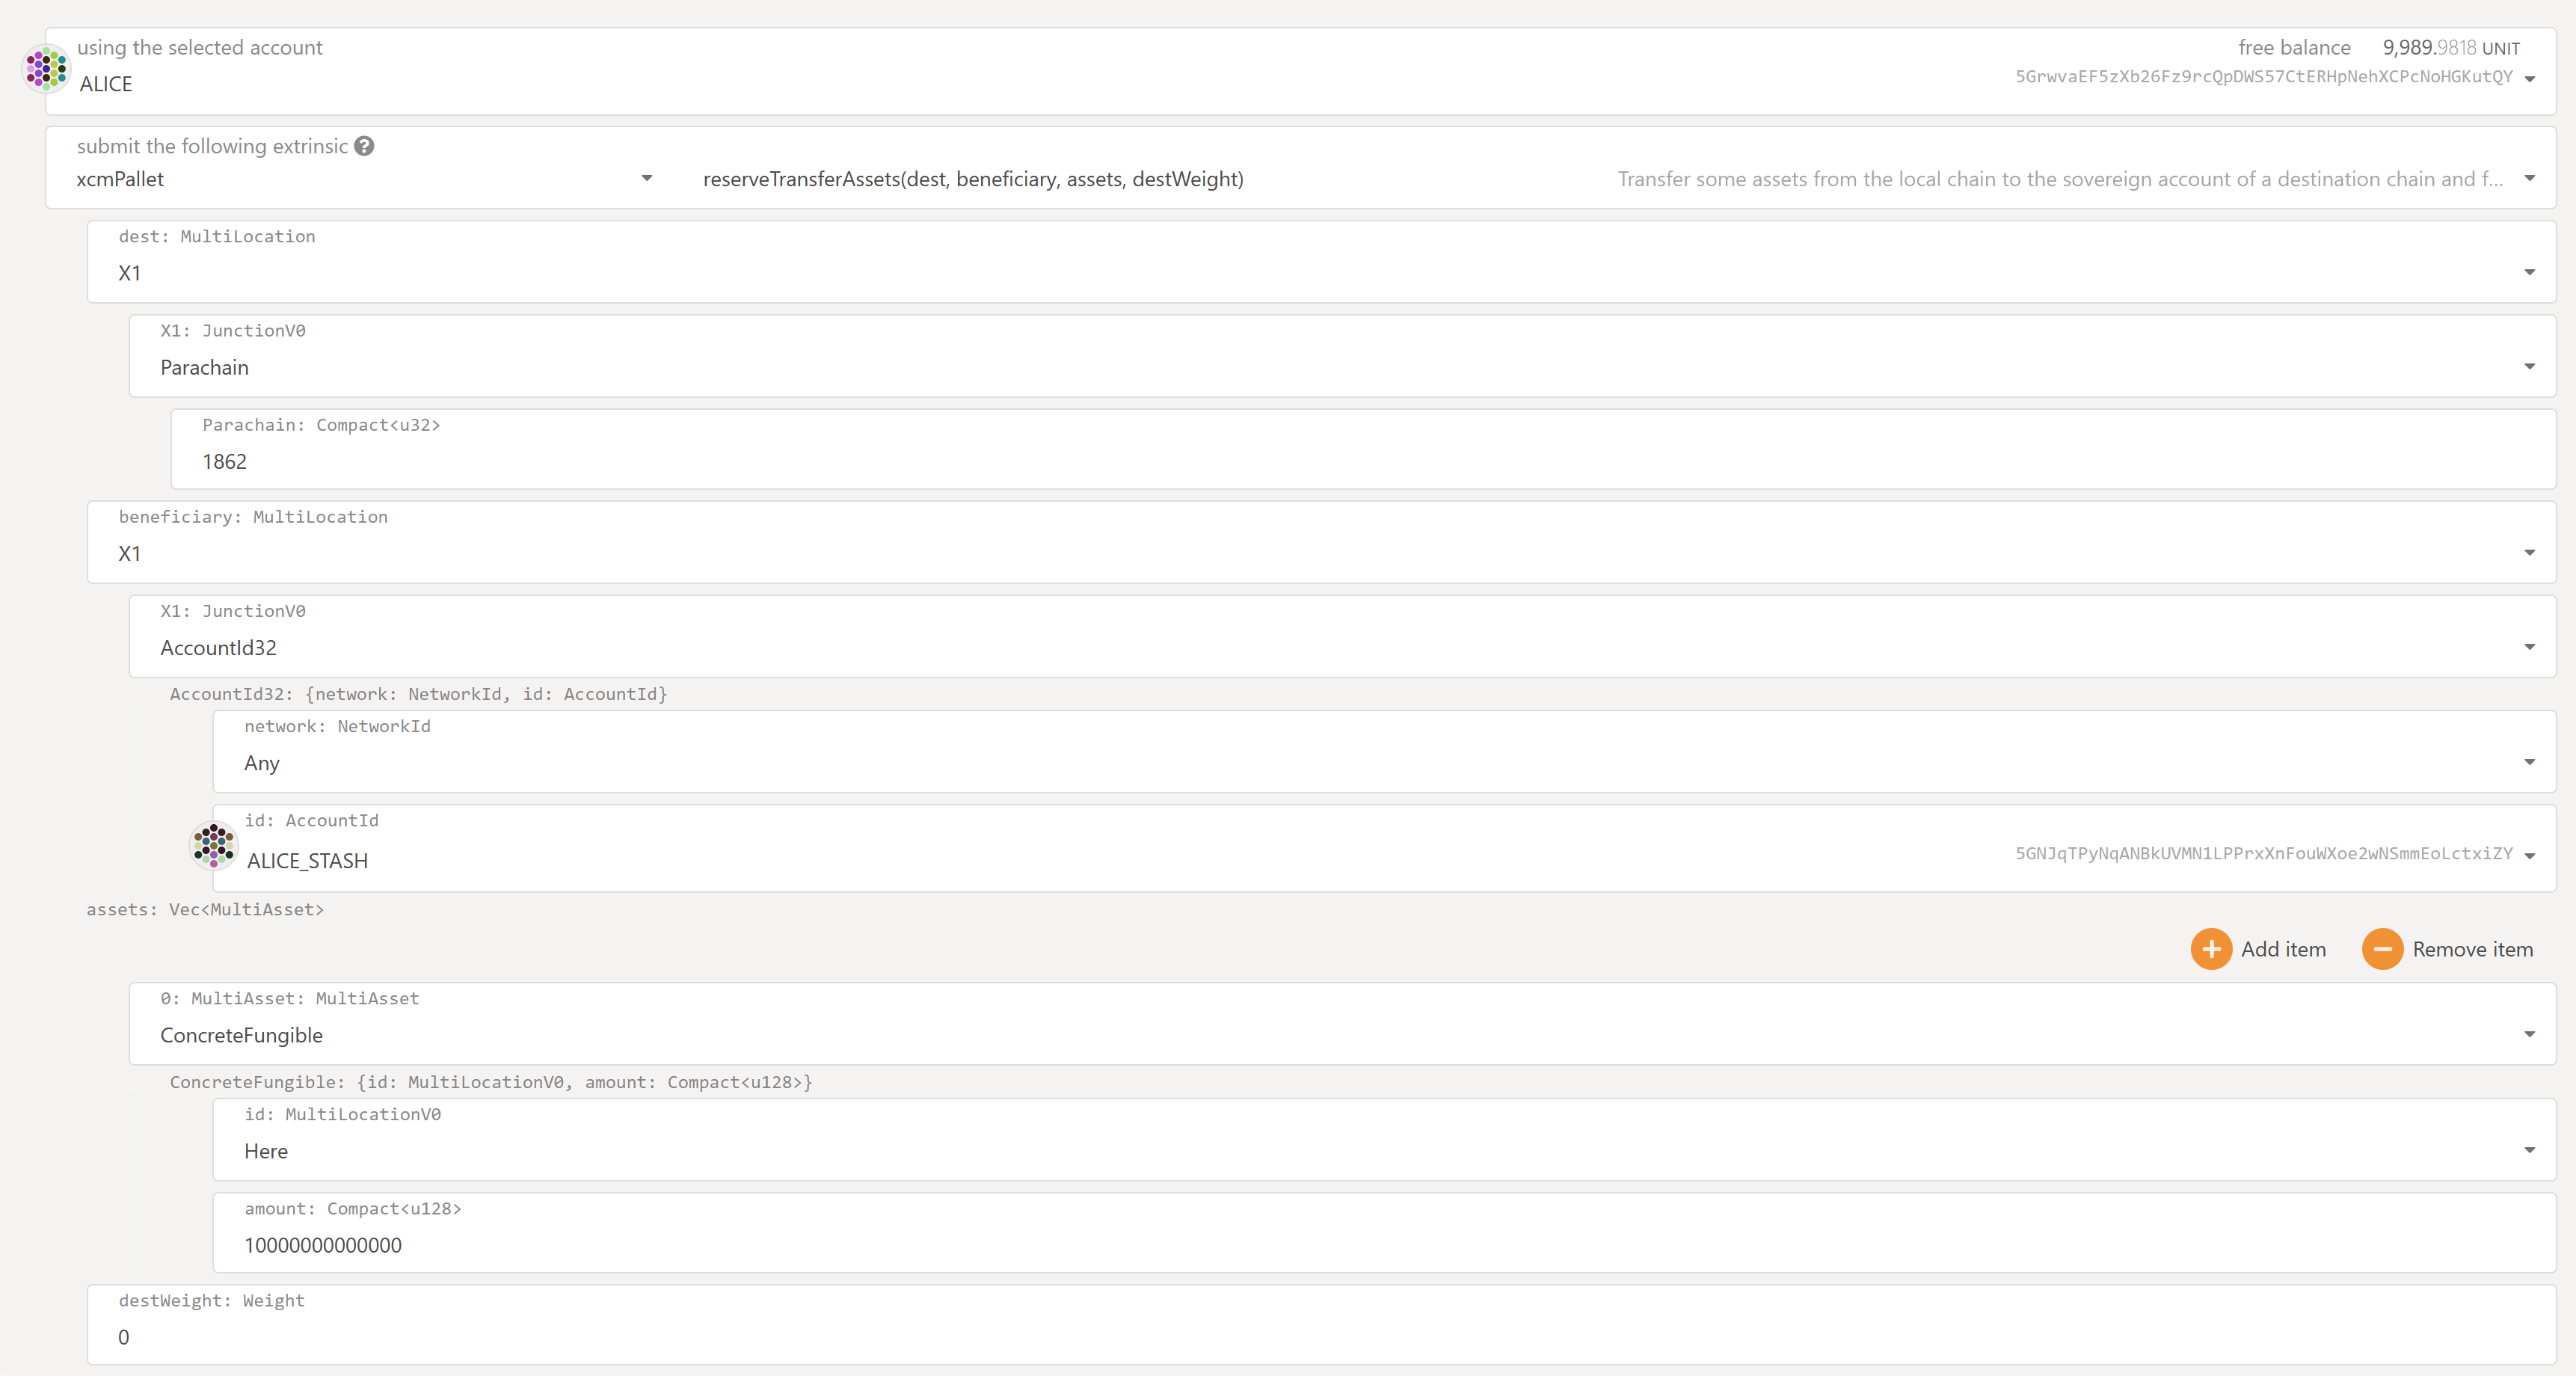 using the selected account
free balance 9,989.9818 UNIT
ALICE
5GrwvaEF5zXb26Fz9rcQpDWS57CtERHpNehXCPcNoHGKutQY
submit the following extrinsic ?
xcmPallet
reserveTransferAssets(dest, beneficiary, assets, destWeight)
Transfer some assets from the local chain to the sovereign account of a destination chain and f...
dest: MultiLocation
X1
X1: JunctionV0
Parachain
Parachain: Compact<u32>
1862
beneficiary: MultiLocation
X1
X1: JunctionV0
AccountId32
AccountId32: {network: NetworkId, id: AccountId}
network: NetworkId
Any
id: AccountId
ALICE_STASH
5GNJqTPyNqANBkUVMN1LPPrxXnFouWXoe2wNSmmEoLctxiZY
assets: Vec<MultiAsset>
Add item
Remove item
0: MultiAsset: MultiAsset
ConcreteFungible
ConcreteFungible: {id: MultiLocationV0, amount: Compact<u128>}
id: MultiLocationV0
Here
amount: Compact<u128>
10000000000000
destWeight: Weight
0